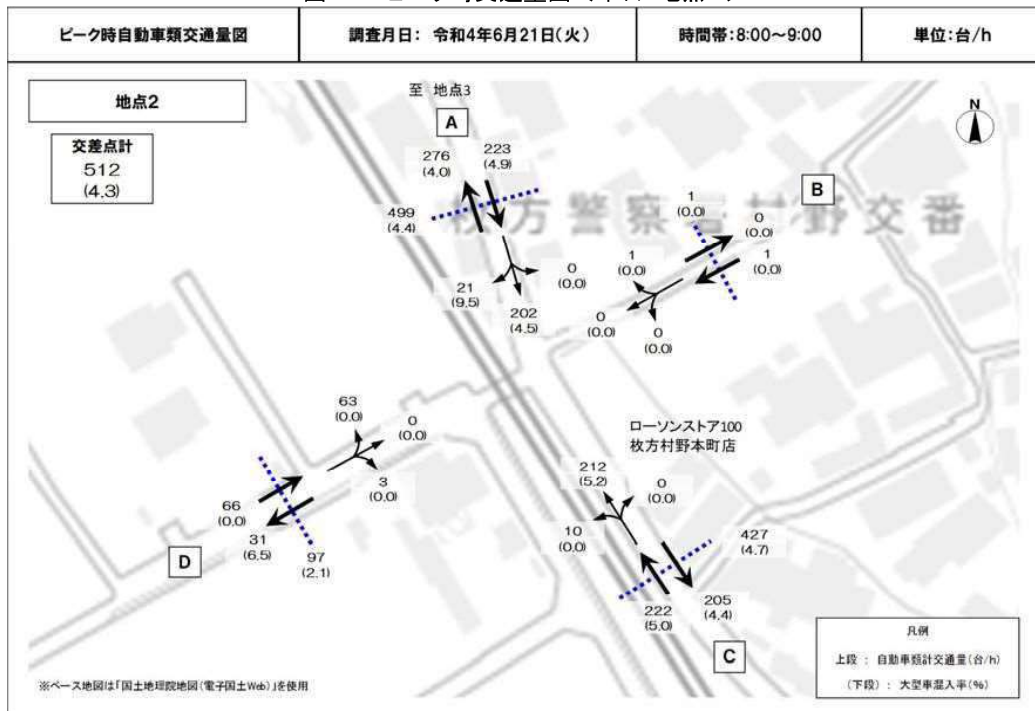 ピーク時自動車類交通量図
調査月日： 令和4年6月21日(火)
時間帯：8:00～9:00
単位：台/h
地点2
交差点計
512
(4.3)
至 地点3
A
276
(4.0)
223
(4.9)
499
(4.4)
N
B
1
(0.0)
0
(0.0)
1
(0.0)
1
(0.0)
0
(0.0)
0
(0.0)
0
(0.0)
21
(9.5)
202
(4.5)
63
(0.0)
0
(0.0)
3
(0.0)
66
(0.0)
31
(6.5)
97
(2.1)
D
ローソンストア100
枚方村野本町店
212
(5.2)
0
(0.0)
10
(0.0)
427
(4.7)
222
(5.0)
205
(4.4)
C
凡例
上段 ： 自動車類計交通量(台/h)
(下段) ： 大型車混入率(%)
※ベース地図は「国土地理院地図(電子国土Web)」を使用